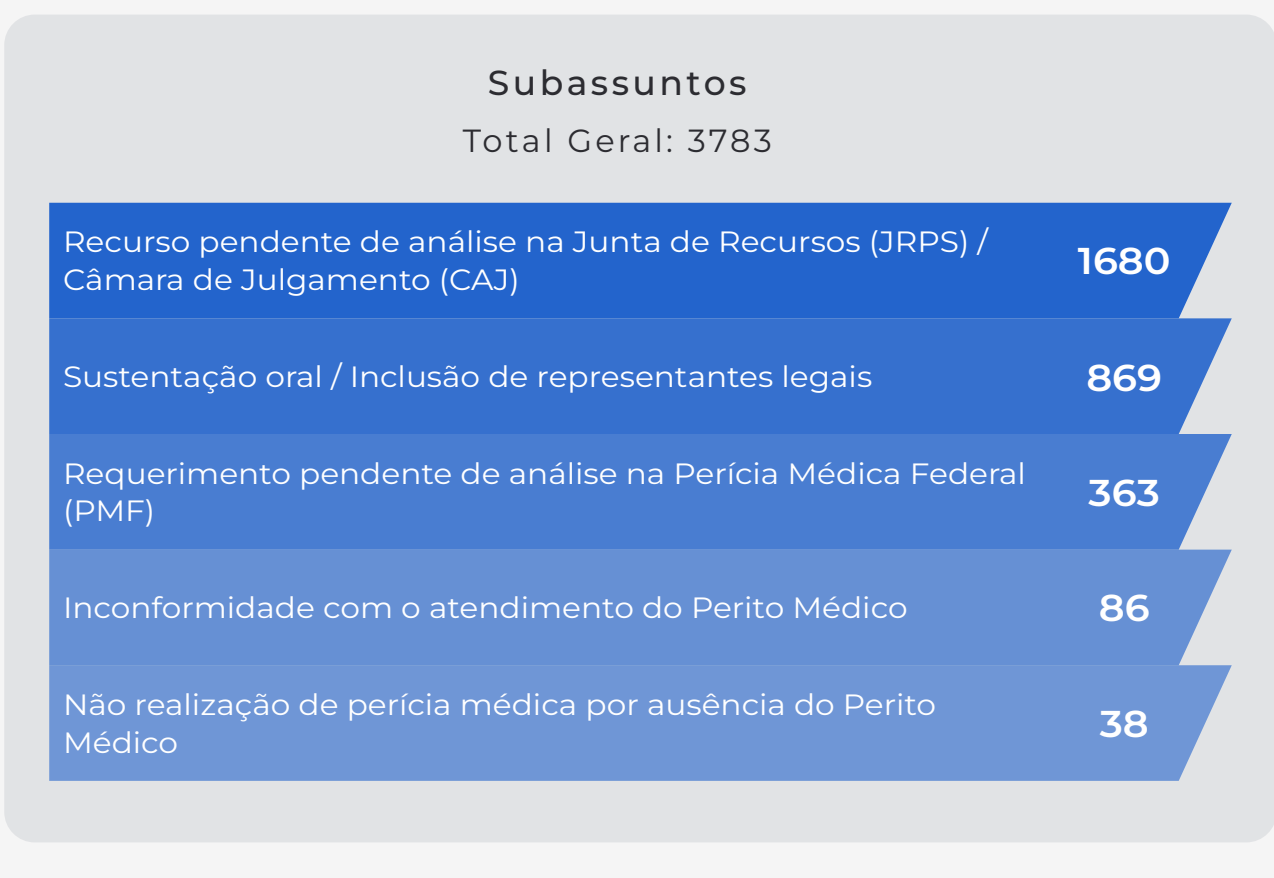 Subassuntos
Total Geral: 3783
Recurso pendente de análise na Junta de Recursos (JRPS) /
Câmara de Julgamento (CAJ)
1680
Sustentação oral / Inclusão de representantes legais
869
Requerimento pendente de análise na Perícia Médica Federal
(PMF)
363
Inconformidade com o atendimento do Perito Médico
86
Não realização de perícia médica por ausência do Perito
Médico
38